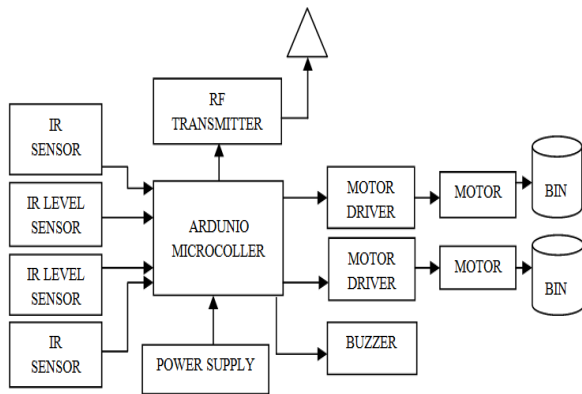 RF
TRANSMITTER
IR
SENSOR
IR LEVEL
SENSOR
IR LEVEL
SENSOR
IR
SENSOR
ARDUNIO
MICROCOLLER
POWER SUPPLY
MOTOR
DRIVER
MOTOR
BIN
MOTOR
DRIVER
MOTOR
BIN
BUZZER